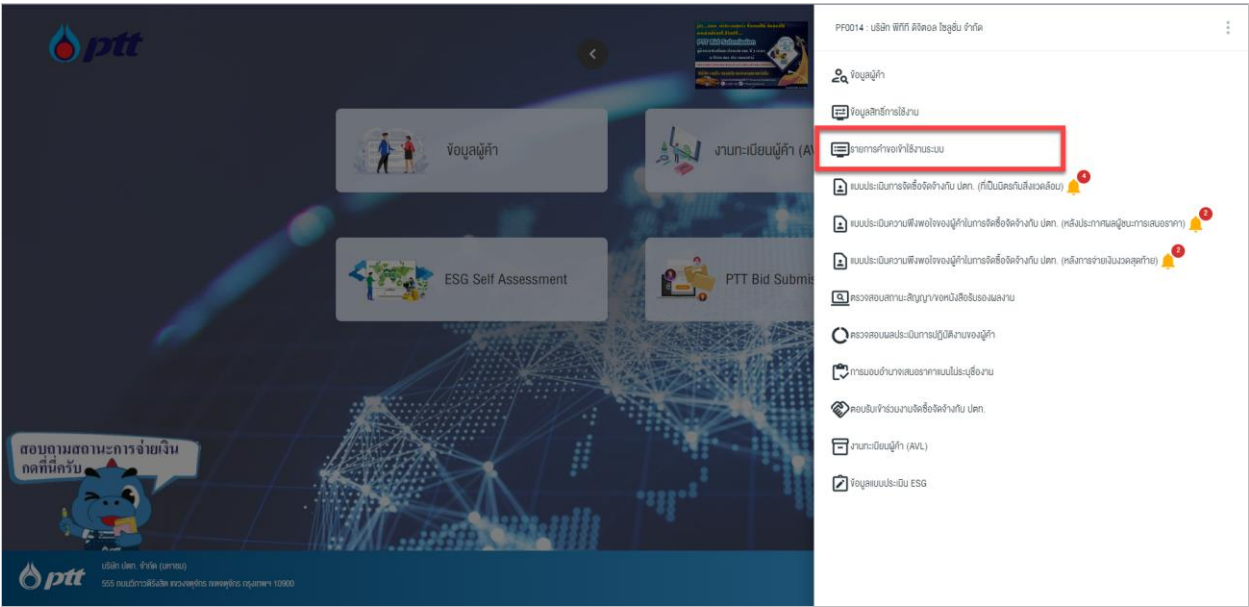 ptt
PTT Bid Submission
ข้อมูลผู้ค้า
งานทะเบียนผู้ค้า (AV
ESG Self Assessment
PTT Bid Submis
สอบถามสถานะการจ่ายเงิน
กดที่นี่ครับ
ptt
บริษัท ปตท. จำกัด (มหาชน)
555 ถนนวิภาวดีรังสิต แขวงจตุจักร เขตจตุจักร กรุงเทพฯ 10900
PF0014 : บริษัท พีทีที ดิจิตอล โซลูชั่น จำกัด
ข้อมูลผู้ค้า
ข้อมูลสิทธิ์การใช้งาน
รายการคำขอเข้าใช้งานระบบ
แบบประเมินการจัดซื้อจัดจ้างกับ ปตท. (ที่เป็นมิตรกับสิ่งแวดล้อม) 4
แบบประเมินความพึงพอใจของผู้ค้าในการจัดซื้อจัดจ้างกับ ปตท. (หลังประกาศผลผู้ชนะการเสนอราคา) 2
แบบประเมินความพึงพอใจของผู้ค้าในการจัดซื้อจัดจ้างกับ ปตท. (หลังการจ่ายเงินงวดสุดท้าย) 2
ตรวจสอบสถานะสัญญา/ขอหนังสือรับรองผลงาน
ตรวจสอบผลประเมินการปฏิบัติงานของผู้ค้า
การมอบอำนาจเสนอราคาแบบไม่ระบุชื่องาน
ตอบรับเข้าร่วมงานจัดซื้อจัดจ้างกับ ปตท.
งานทะเบียนผู้ค้า (AVL)
ข้อมูลแบบประเมิน ESG